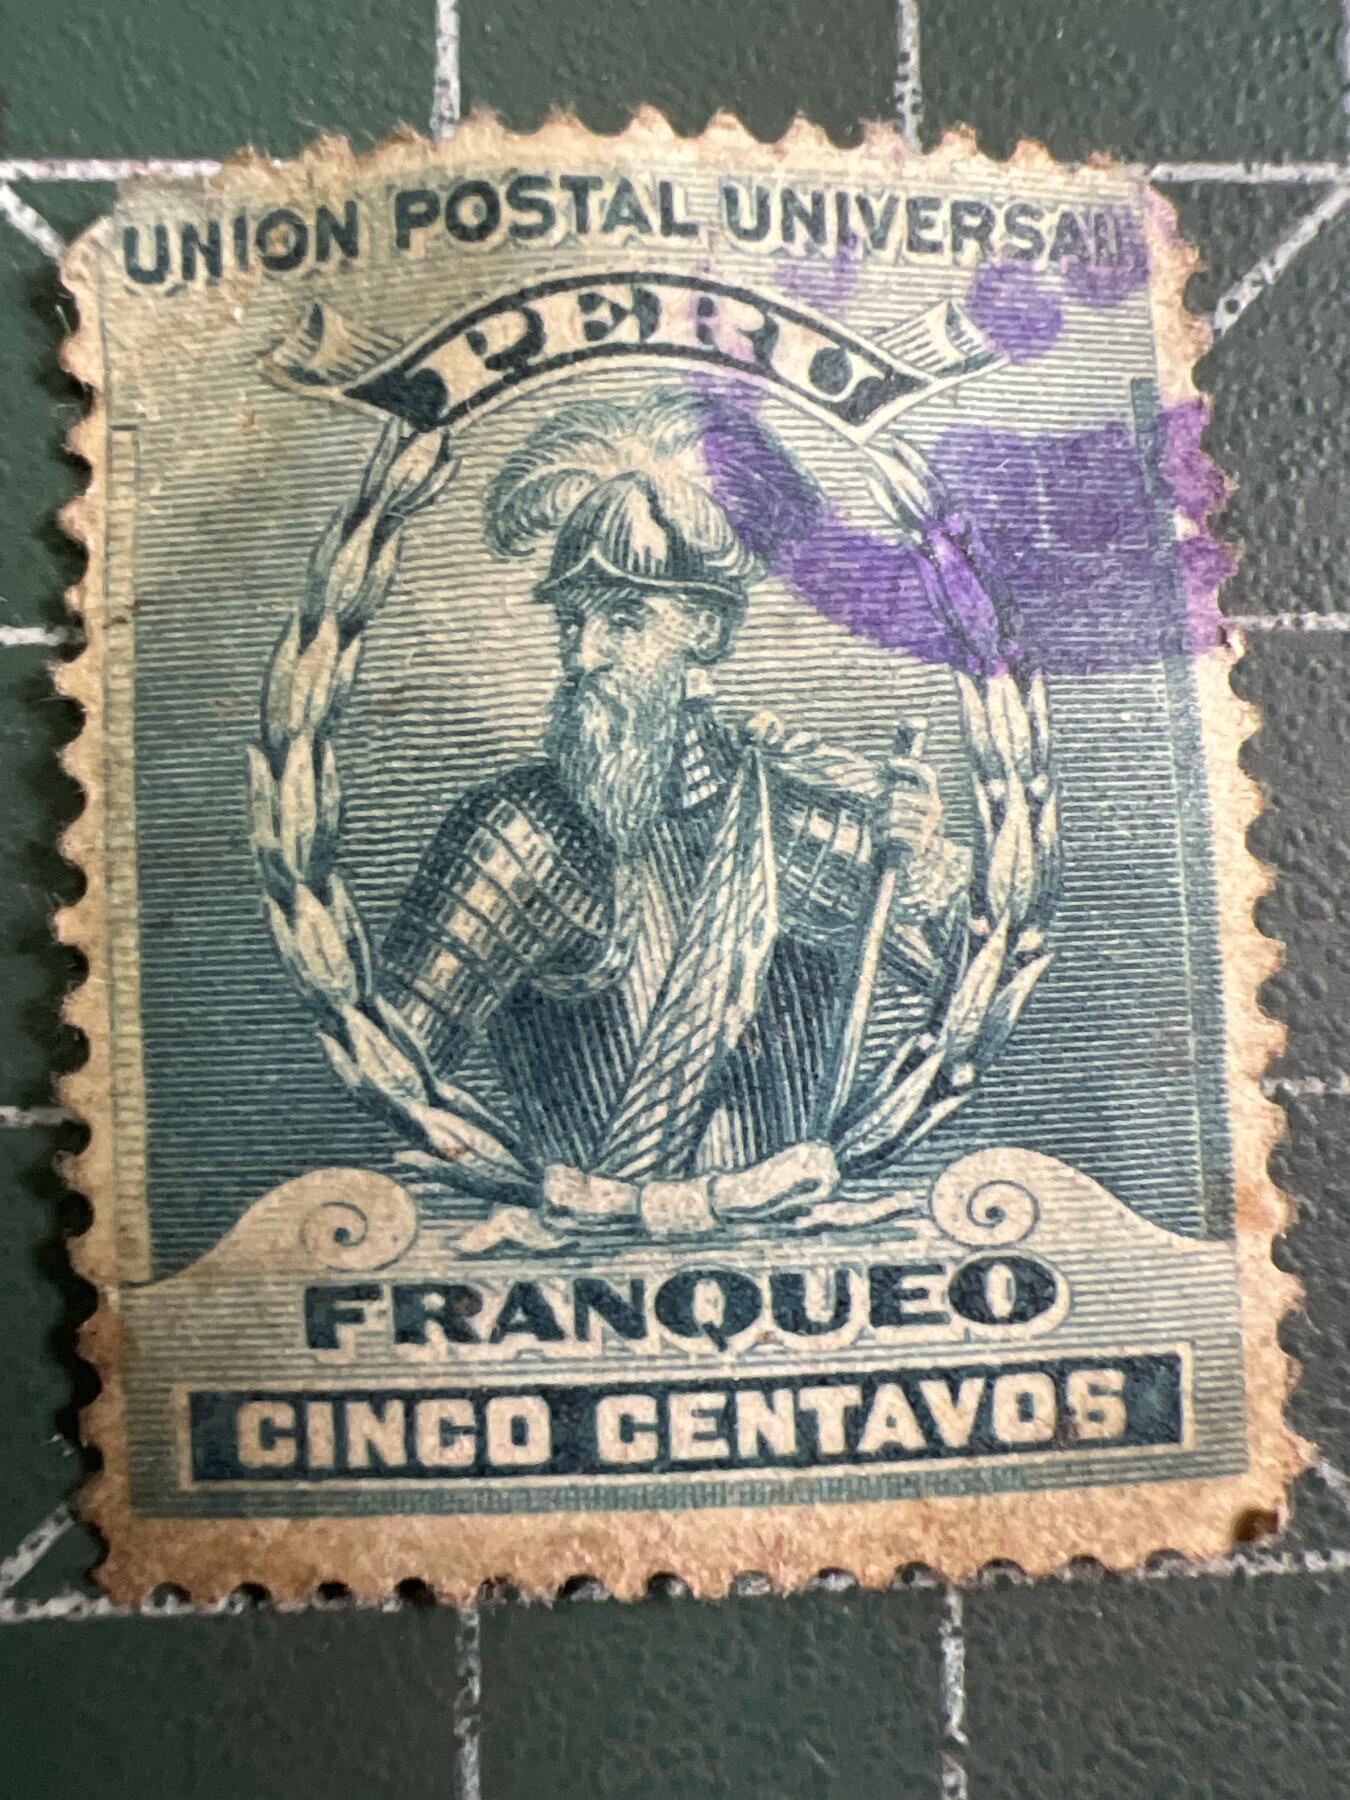 UNION POSTAL UNIVERSAL
PERU
FRANQUEO
CINCO CENTAVOS